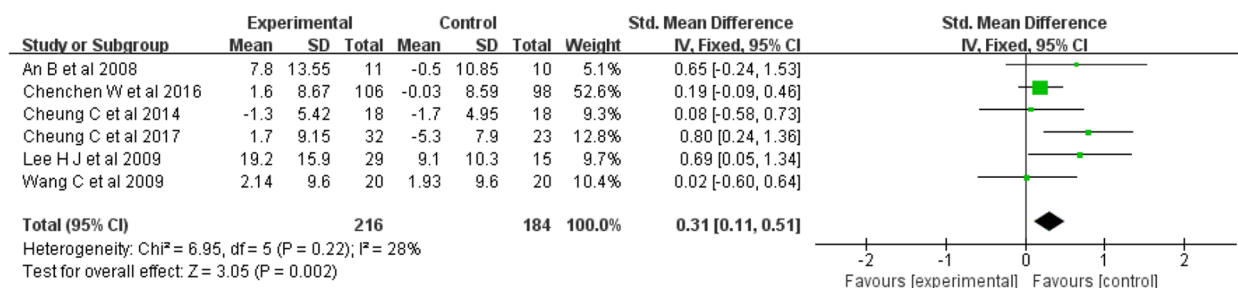 Experimental Control Std. Mean Difference Std. Mean Difference
Study or Subgroup Mean SD Total Mean SD Total Weight IV, Fixed, 95% CI IV, Fixed, 95% CI
An B et al 2008 7.8 13.55 11 -0.5 10.85 10 5.1% 0.65 [-0.24, 1.53]
Chenchen W et al 2016 1.6 8.67 106 -0.03 8.59 98 52.6% 0.19 [-0.09, 0.46]
Cheung C et al 2014 -1.3 5.42 18 -1.7 4.95 18 9.3% 0.08 [-0.58, 0.73]
Cheung C et al 2017 1.7 9.15 32 -5.3 7.9 23 12.8% 0.80 [0.24, 1.36]
Lee H J et al 2009 19.2 15.9 29 9.1 10.3 15 9.7% 0.69 [0.05, 1.34]
Wang C et al 2009 2.14 9.6 20 1.93 9.6 20 10.4% 0.02 [-0.60, 0.64]
Total (95% CI) 216 184 100.0% 0.31 [0.11, 0.51]
Heterogeneity: Chi² = 6.95, df = 5 (P = 0.22); I² = 28%
Test for overall effect: Z = 3.05 (P = 0.002)
-2 -1 0 1 2
Favours [experimental] Favours [control]